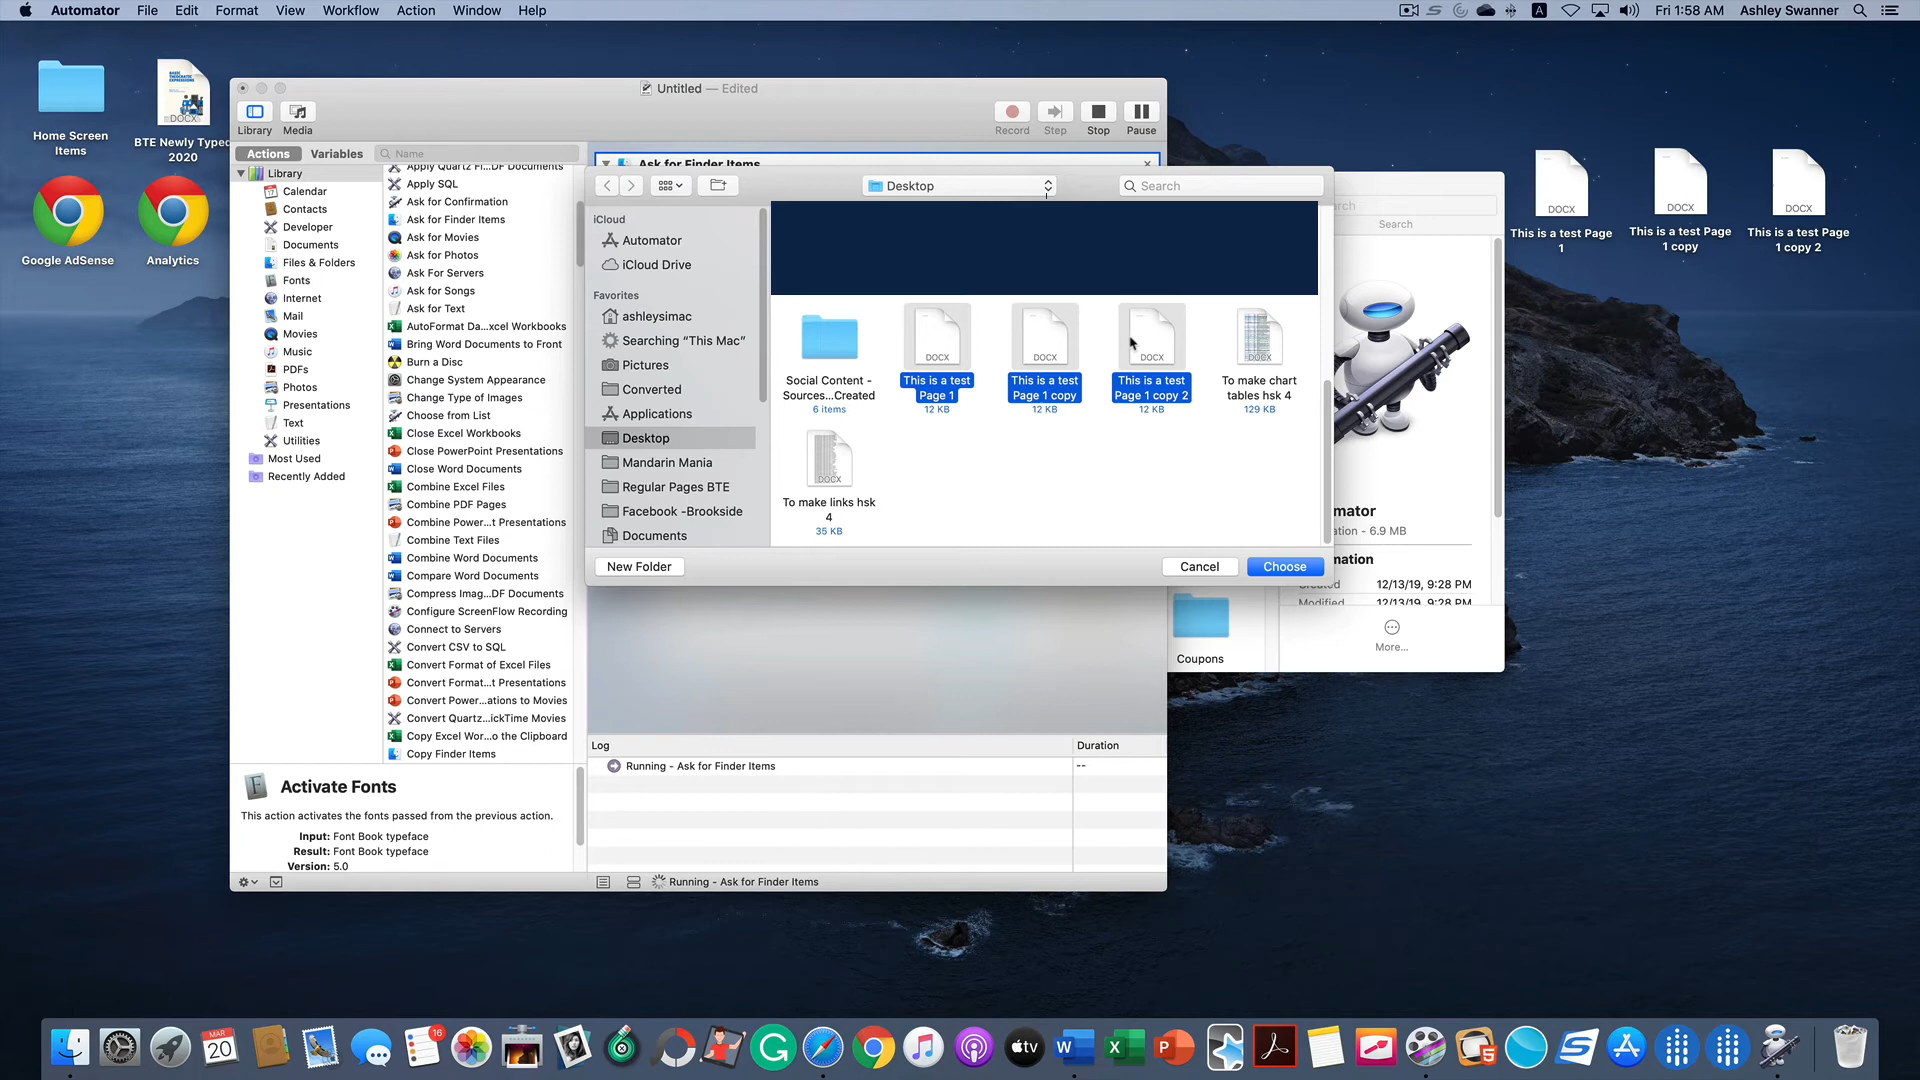 Automator File Edit Format View Workflow Action Window Help
Fri 1:58 AM Ashley Swanner
Home Screen
Items
BTE Newly Typed
2020
Google AdSense
Analytics
Untitled — Edited
Library Media
Record Step Stop Pause
Actions Variables
Name
Library
Calendar
Contacts
Developer
Documents
Files & Folders
Fonts
Internet
Mail
Movies
Music
PDFs
Photos
Presentations
Text
Utilities
Most Used
Recently Added
Apply Quartz Fi...DF Documents
Apply SQL
Ask for Confirmation
Ask for Finder Items
Ask for Movies
Ask for Photos
Ask For Servers
Ask for Songs
Ask for Text
AutoFormat Da...xcel Workbooks
Bring Word Documents to Front
Burn a Disc
Change System Appearance
Change Type of Images
Choose from List
Close Excel Workbooks
Close PowerPoint Presentations
Close Word Documents
Combine Excel Files
Combine PDF Pages
Combine Power...t Presentations
Combine Text Files
Combine Word Documents
Compare Word Documents
Compress Imag...DF Documents
Configure ScreenFlow Recording
Connect to Servers
Convert CSV to SQL
Convert Format of Excel Files
Convert Format...t Presentations
Convert Power...ations to Movies
Convert Quartz...ickTime Movies
Copy Excel Wor...o the Clipboard
Copy Finder Items
Activate Fonts
This action activates the fonts passed from the previous action.
Input: Font Book typeface
Result: Font Book typeface
Version: 5.0
Ask for Finder Items
Desktop
Search
iCloud
Automator
iCloud Drive
Favorites
ashleysimac
Searching “This Mac”
Pictures
Converted
Applications
Desktop
Mandarin Mania
Regular Pages BTE
Facebook -Brookside
Documents
DOCX
DOCX
DOCX
DOCX
Social Content -
Sources...Created
6 items
This is a test
Page 1
12 KB
This is a test
Page 1 copy
12 KB
This is a test
Page 1 copy 2
12 KB
To make chart
tables hsk 4
129 KB
DOCX
To make links hsk
4
35 KB
New Folder
Cancel Choose
Log Duration
Running - Ask for Finder Items --
Running - Ask for Finder Items
Search
mator
ation - 6.9 MB
mation
Created 12/13/19, 9:28 PM
Modified 12/13/19, 9:28 PM
More...
Coupons
DOCX
DOCX
DOCX
This is a test Page
1
This is a test Page
1 copy
This is a test Page
1 copy 2
MAR
20
16
tv